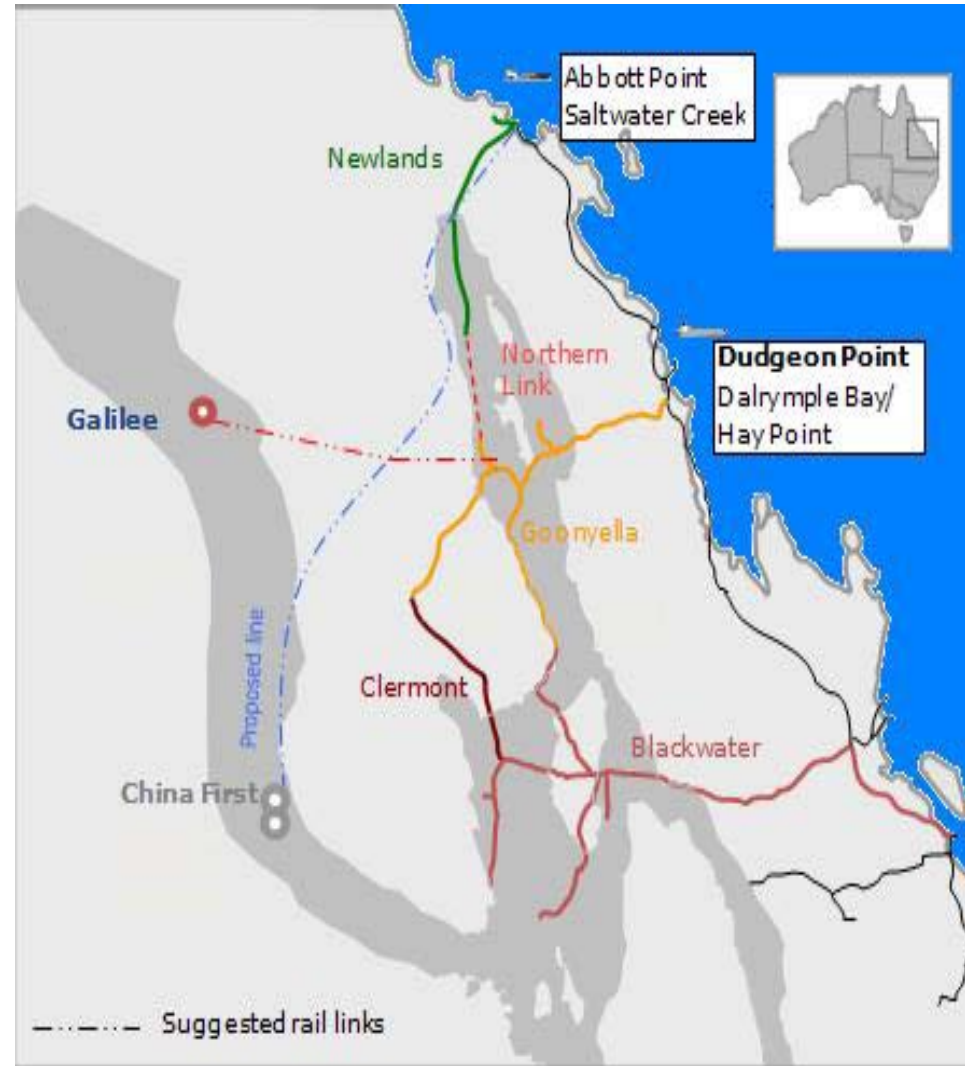 Abbott Point
Saltwater Creek
Newlands
Northern
Link
Dudgeon Point
Dalrymple Bay/
Hay Point
Galilee
Goonyella
Proposed line
Clermont
Blackwater
China First
Suggested rail links